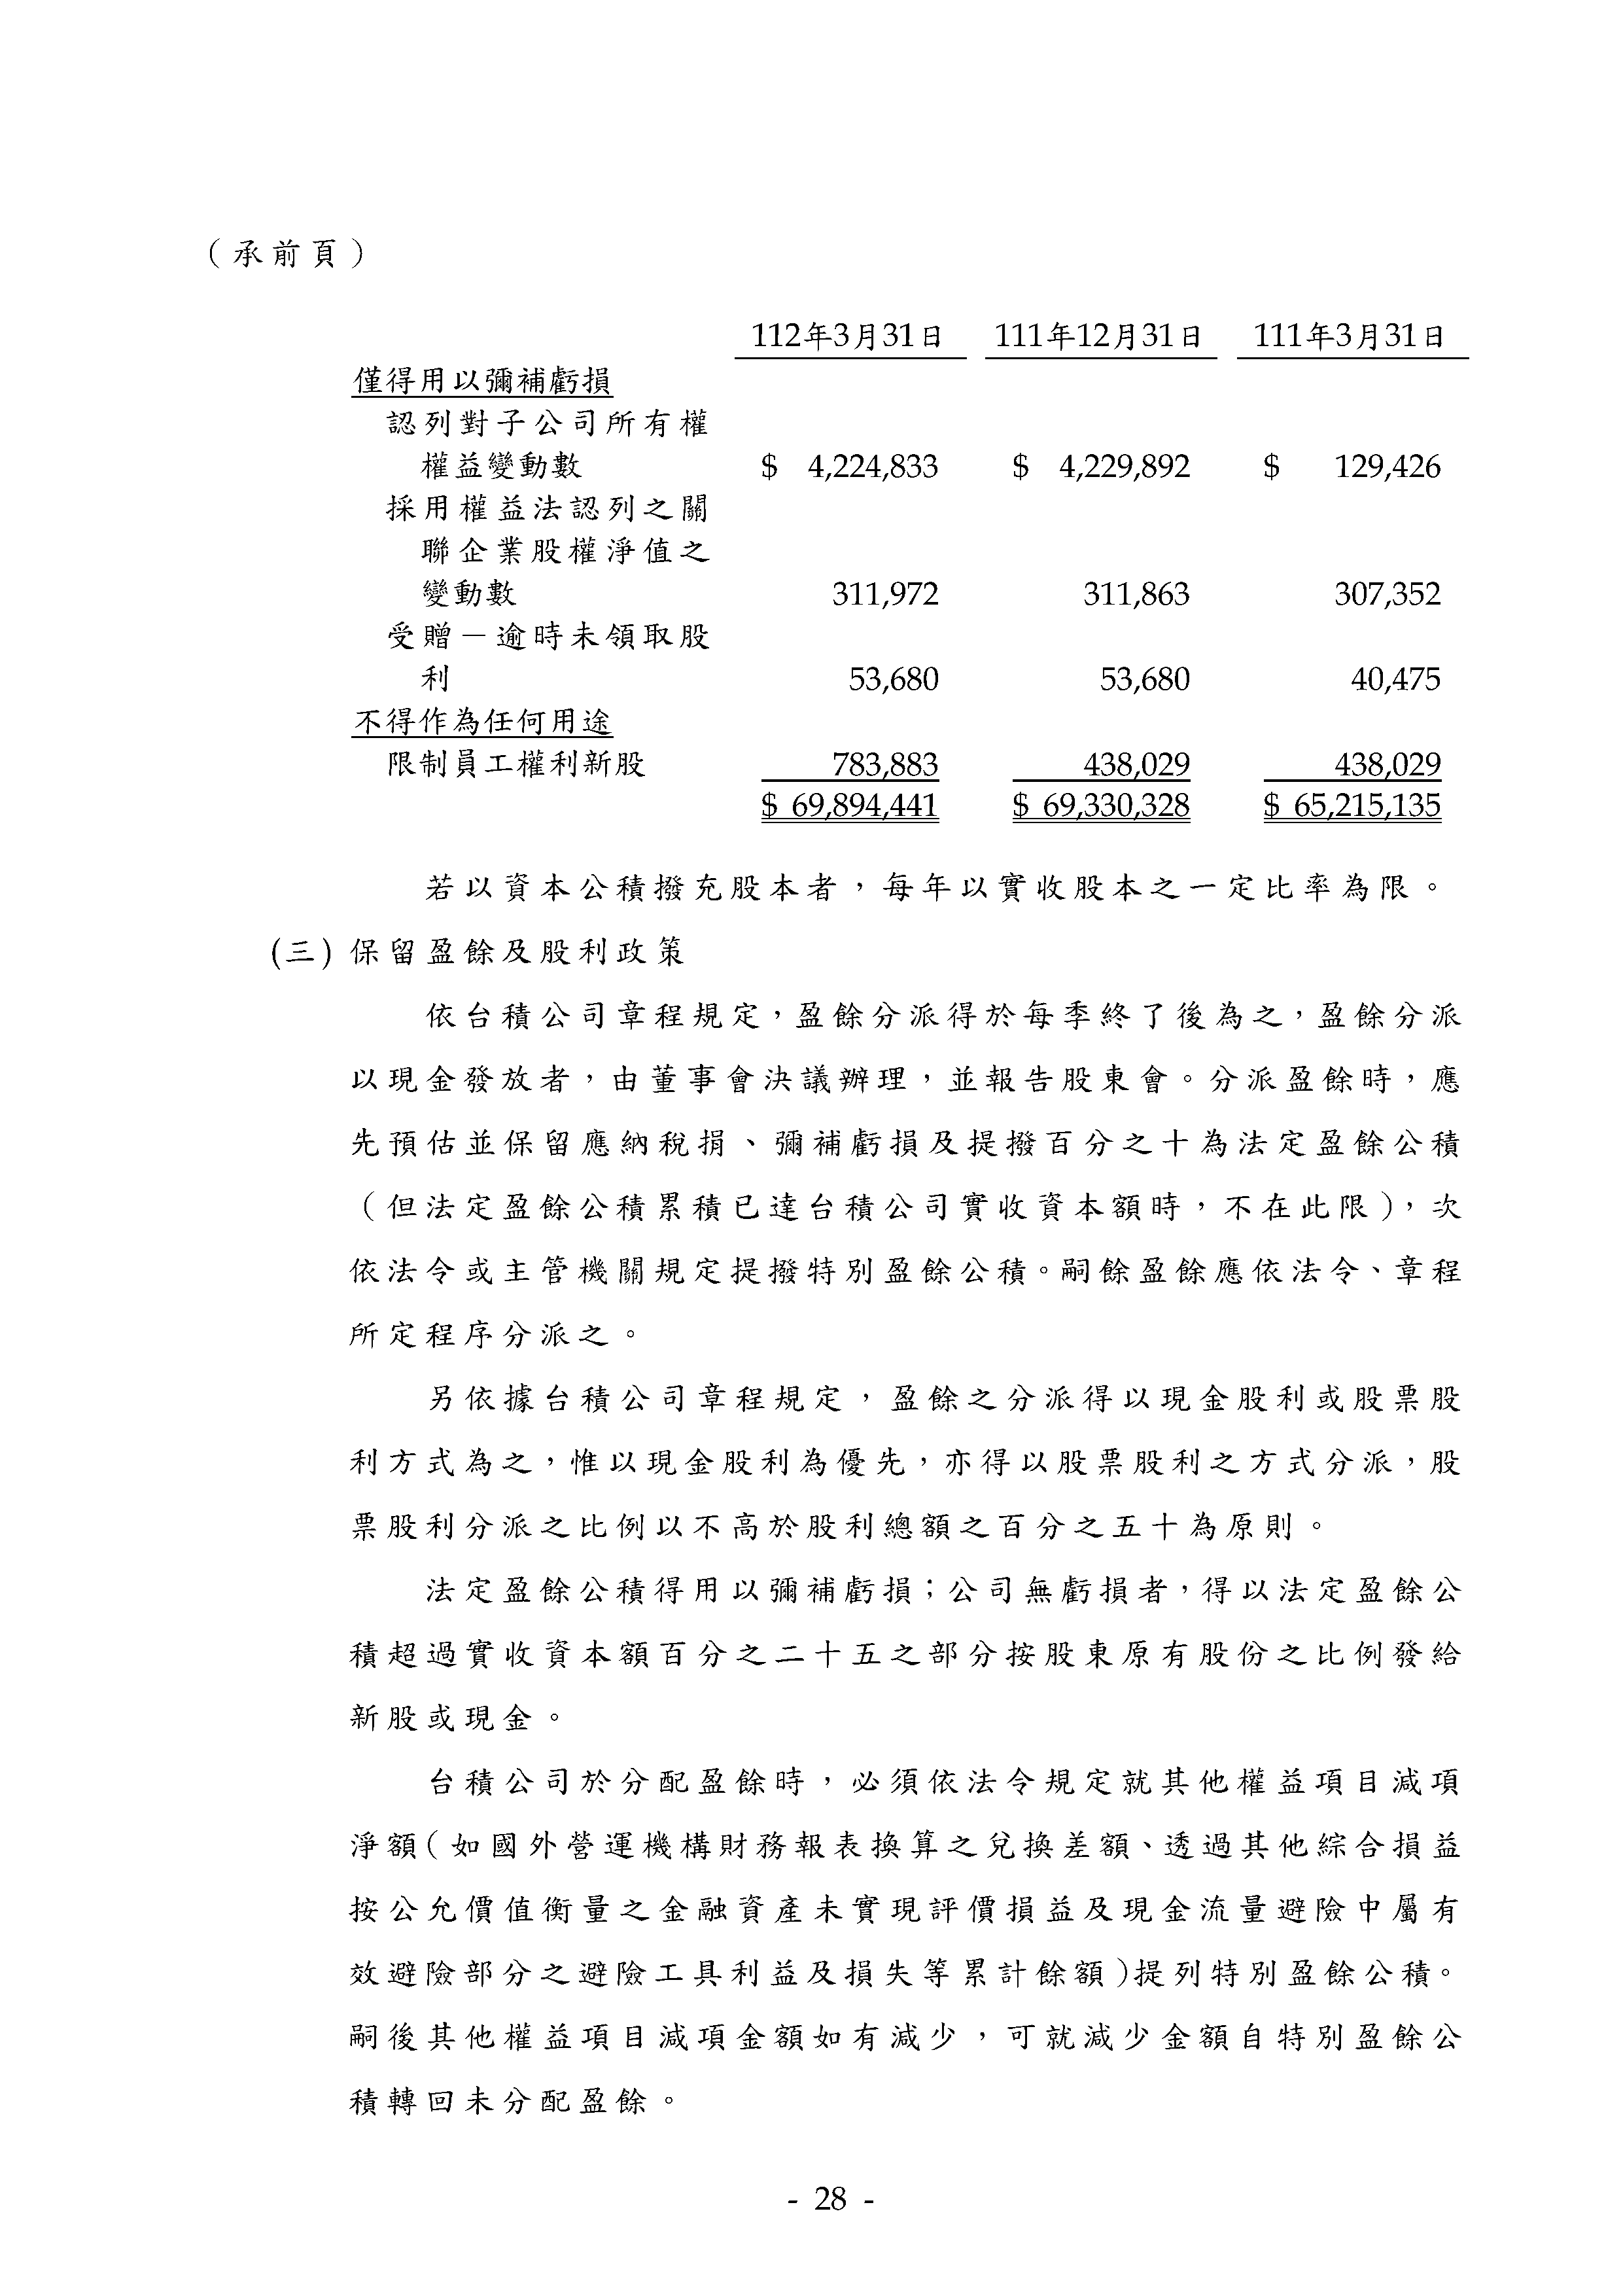 （承前頁）
112年3月31日 111年12月31日 111年3月31日
僅得用以彌補虧損
認列對子公司所有權
權益變動數 $ 4,224,833 $ 4,229,892 $ 129,426
採用權益法認列之關
聯企業股權淨值之
變動數 311,972 311,863 307,352
受贈－逾時未領取股
利 53,680 53,680 40,475
不得作為任何用途
限制員工權利新股 783,883 438,029 438,029
$ 69,894,441 $ 69,330,328 $ 65,215,135
若以資本公積撥充股本者，每年以實收股本之一定比率為限。
(三) 保留盈餘及股利政策
依台積公司章程規定，盈餘分派得於每季終了後為之，盈餘分派
以現金發放者，由董事會決議辦理，並報告股東會。分派盈餘時，應
先預估並保留應納稅捐、彌補虧損及提撥百分之十為法定盈餘公積
（但法定盈餘公積累積已達台積公司實收資本額時，不在此限），次
依法令或主管機關規定提撥特別盈餘公積。嗣餘盈餘應依法令、章程
所定程序分派之。
另依據台積公司章程規定，盈餘之分派得以現金股利或股票股
利方式為之，惟以現金股利為優先，亦得以股票股利之方式分派，股
票股利分派之比例以不高於股利總額之百分之五十為原則。
法定盈餘公積得用以彌補虧損；公司無虧損者，得以法定盈餘公
積超過實收資本額百分之二十五之部分按股東原有股份之比例發給
新股或現金。
台積公司於分配盈餘時，必須依法令規定就其他權益項目減項
淨額（如國外營運機構財務報表換算之兌換差額、透過其他綜合損益
按公允價值衡量之金融資產未實現評價損益及現金流量避險中屬有
效避險部分之避險工具利益及損失等累計餘額）提列特別盈餘公積。
嗣後其他權益項目減項金額如有減少，可就減少金額自特別盈餘公
積轉回未分配盈餘。
- 28 -